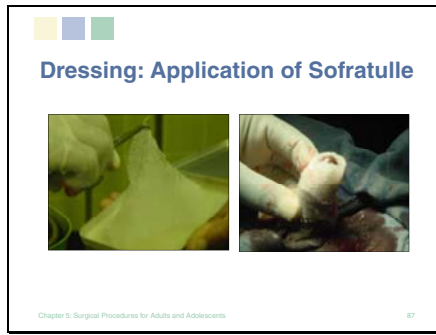 Dressing: Application of Sofratulle
Chapter 5: Surgical Procedures for Adults and Adolescents 87